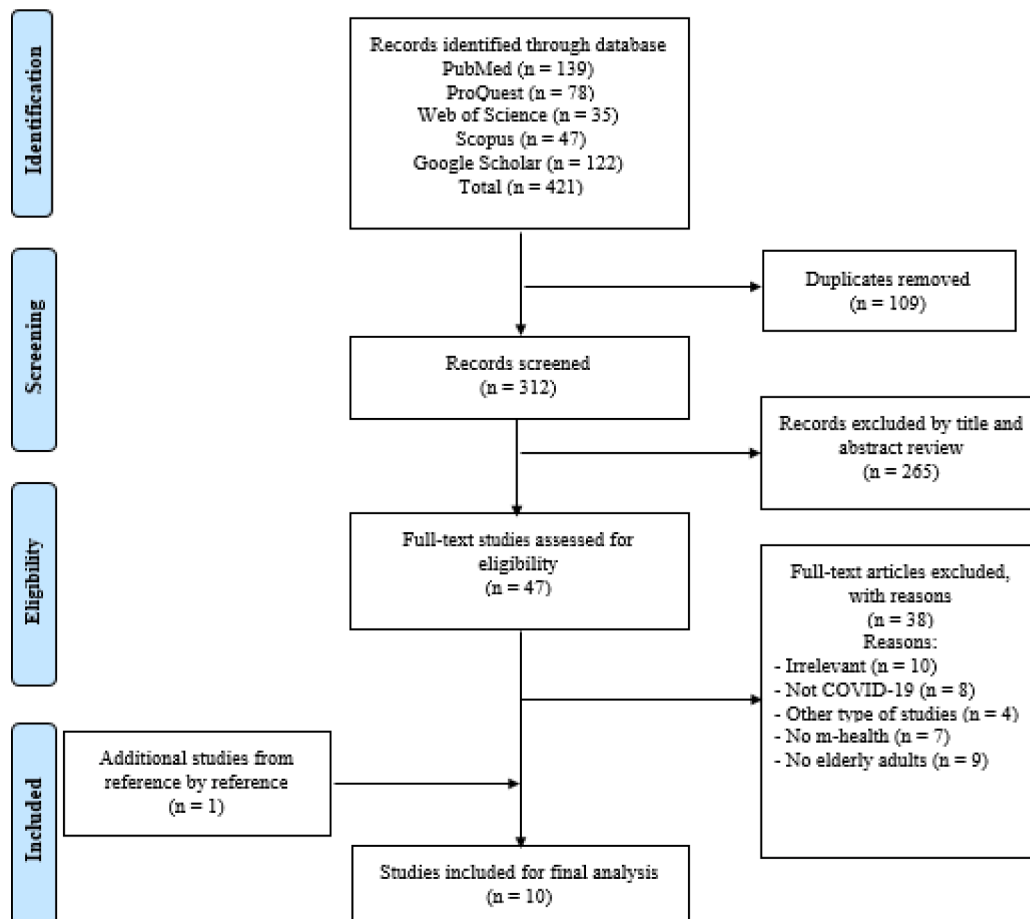 Identification
Records identified through database
PubMed (n = 139)
ProQuest (n = 78)
Web of Science (n = 35)
Scopus (n = 47)
Google Scholar (n = 122)
Total (n = 421)
Screening
Duplicates removed
(n = 109)
Records screened
(n = 312)
Records excluded by title and
abstract review
(n = 265)
Eligibility
Full-text studies assessed for
eligibility
(n = 47)
Full-text articles excluded,
with reasons
(n = 38)
Reasons:
- Irrelevant (n = 10)
- Not COVID-19 (n = 8)
- Other type of studies (n = 4)
- No m-health (n = 7)
- No elderly adults (n = 9)
Included
Additional studies from
reference by reference
(n = 1)
Studies included for final analysis
(n = 10)